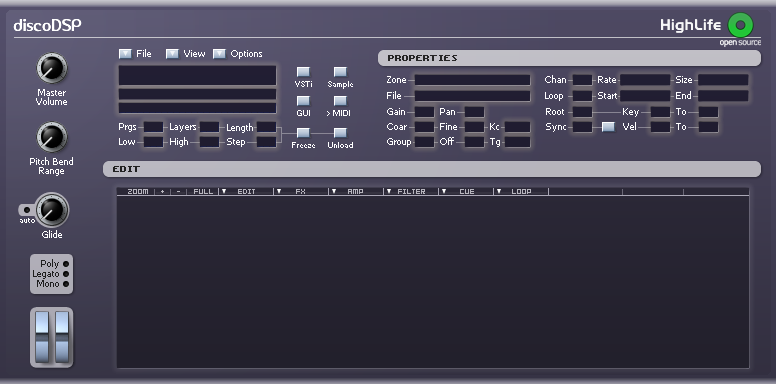 discoDSP
HighLife
open source
File View Options
PROPERTIES
Master
Volume
VSTi Sample
GUI > MIDI
Zone Chan Rate Size
File Loop Start End
Gain Pan Root Key To
Prgs Layers Length Coar Fine Kc Sync Vel To
Low High Step Freeze Unload Group Off Tg
Pitch Bend
Range
EDIT
ZOOM + - FULL EDIT FX AMP FILTER CUE LOOP
auto
Glide
Poly
Legato
Mono